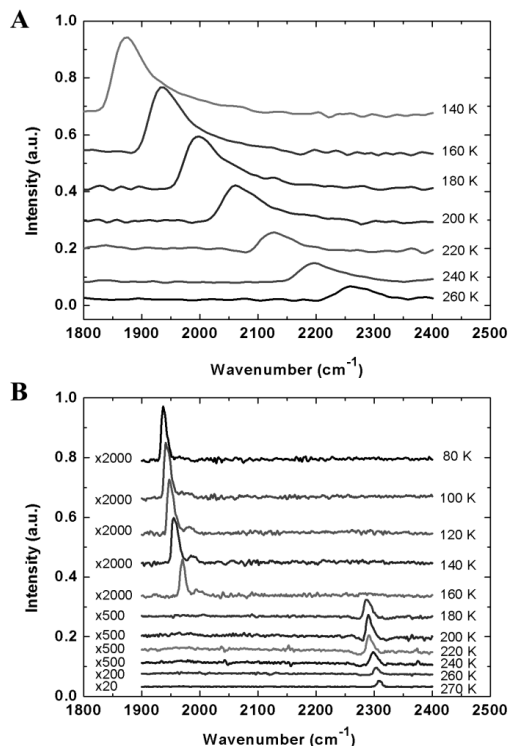 A
1.0
0.8
0.6
0.4
0.2
0.0
Intensity (a.u.)
140 K
160 K
180 K
200 K
220 K
240 K
260 K
1800 1900 2000 2100 2200 2300 2400 2500
Wavenumber (cm-1)
B
1.0
0.8
0.6
0.4
0.2
0.0
Intensity (a.u.)
x2000 80 K
x2000 100 K
x2000 120 K
x2000 140 K
x2000 160 K
x500 180 K
x500 200 K
x500 220 K
x500 240 K
x200 260 K
x20 270 K
1800 1900 2000 2100 2200 2300 2400 2500
Wavenumber (cm-1)